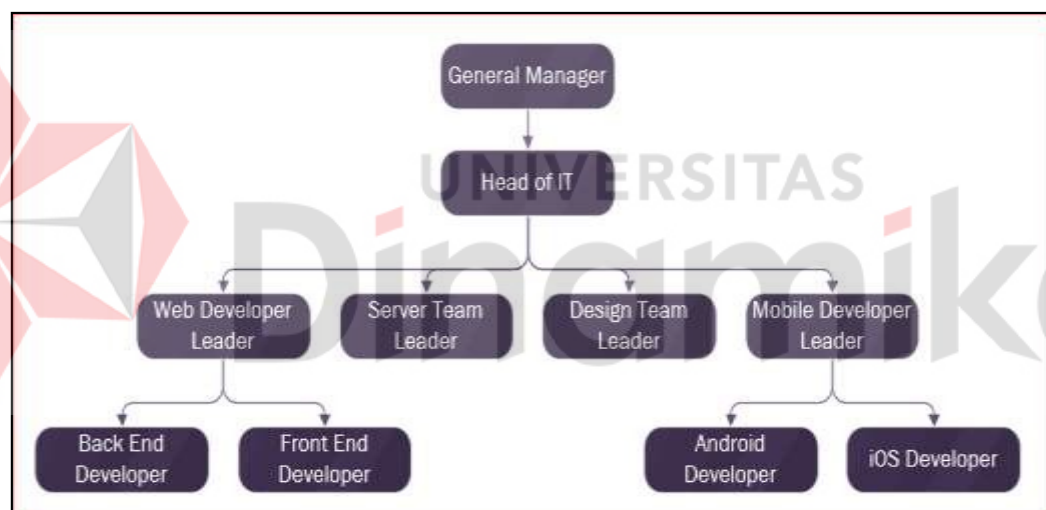 General Manager
Head of IT
UNIVERSITAS
Dinamika
Web Developer
Leader
Server Team
Leader
Design Team
Leader
Mobile Developer
Leader
Back End
Developer
Front End
Developer
Android
Developer
iOS Developer